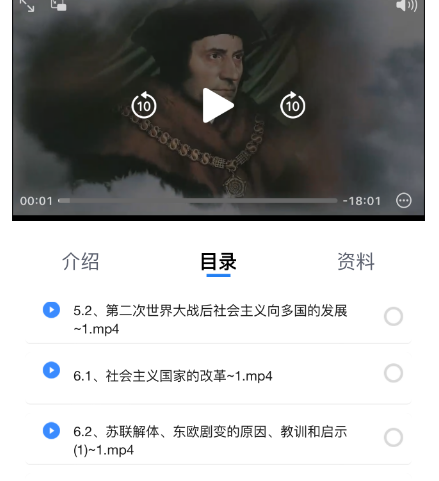 10
10
00:01
-18:01
介绍
目录
资料
5.2、第二次世界大战后社会主义向多国的发展
~1.mp4
6.1、社会主义国家的改革~1.mp4
6.2、苏联解体、东欧剧变的原因、教训和启示
(1)~1.mp4